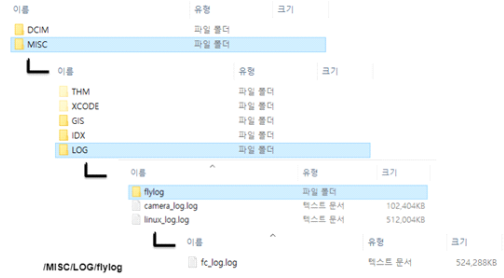 이름 유형 크기
DCIM 파일 폴더
MISC 파일 폴더
이름 유형 크기
THM 파일 폴더
XCODE 파일 폴더
GIS 파일 폴더
IDX 파일 폴더
LOG 파일 폴더
이름 유형 크기
flylog 파일 폴더
camera_log.log 텍스트 문서 102,404KB
linux_log.log 텍스트 문서 512,004KB
이름 유형 크기
fc_log.log 텍스트 문서 524,288KB
/MISC/LOG/flylog